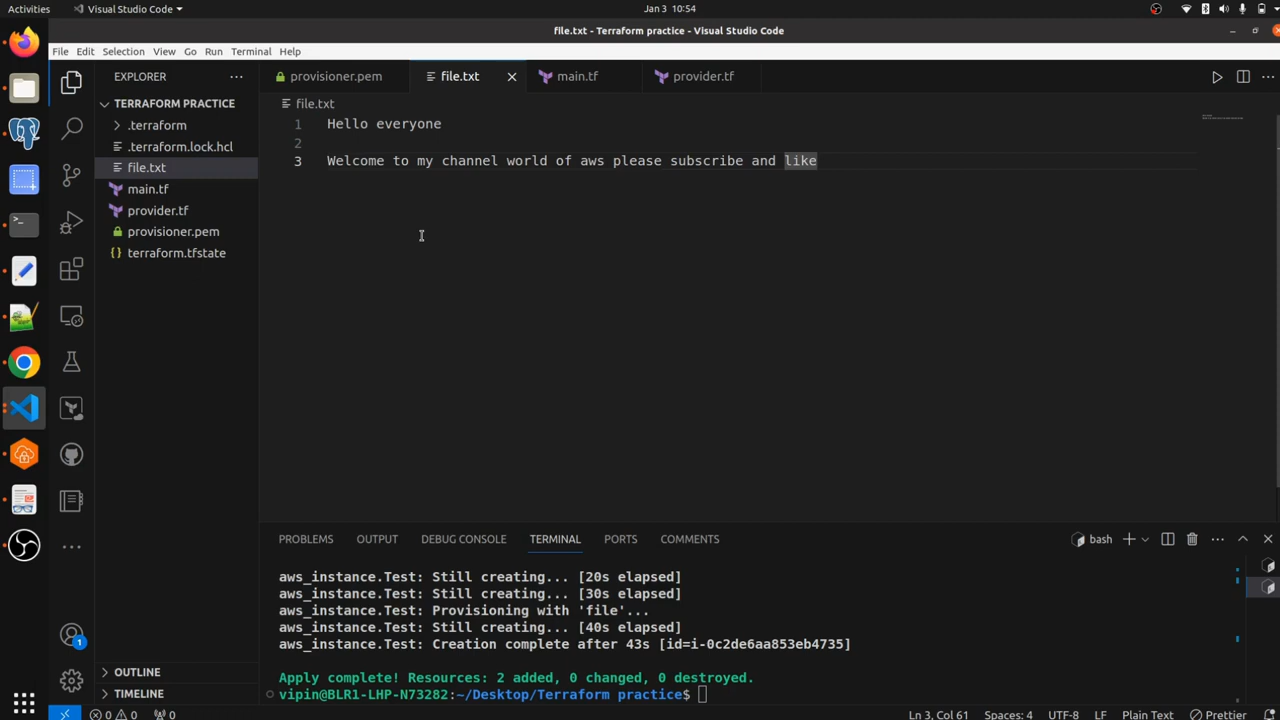 Activities
Visual Studio Code
Jan 3 10:54
file.txt - Terraform practice - Visual Studio Code
File Edit Selection View Go Run Terminal Help
EXPLORER
provisioner.pem
file.txt
main.tf
provider.tf
TERRAFORM PRACTICE
.terraform
.terraform.lock.hcl
file.txt
main.tf
provider.tf
provisioner.pem
terraform.tfstate
file.txt
1 Hello everyone
2
3 Welcome to my channel world of aws please subscribe and like
PROBLEMS OUTPUT DEBUG CONSOLE TERMINAL PORTS COMMENTS
bash
aws_instance.Test: Still creating... [20s elapsed]
aws_instance.Test: Still creating... [30s elapsed]
aws_instance.Test: Provisioning with 'file'...
aws_instance.Test: Still creating... [40s elapsed]
aws_instance.Test: Creation complete after 43s [id=i-0c2de6aa853eb4735]
Apply complete! Resources: 2 added, 0 changed, 0 destroyed.
vipin@BLR1-LHP-N73282:~/Desktop/Terraform practice$
1
OUTLINE
TIMELINE
0 0 0
Ln 3, Col 61 Spaces: 4 UTF-8 LF Plain Text Prettier